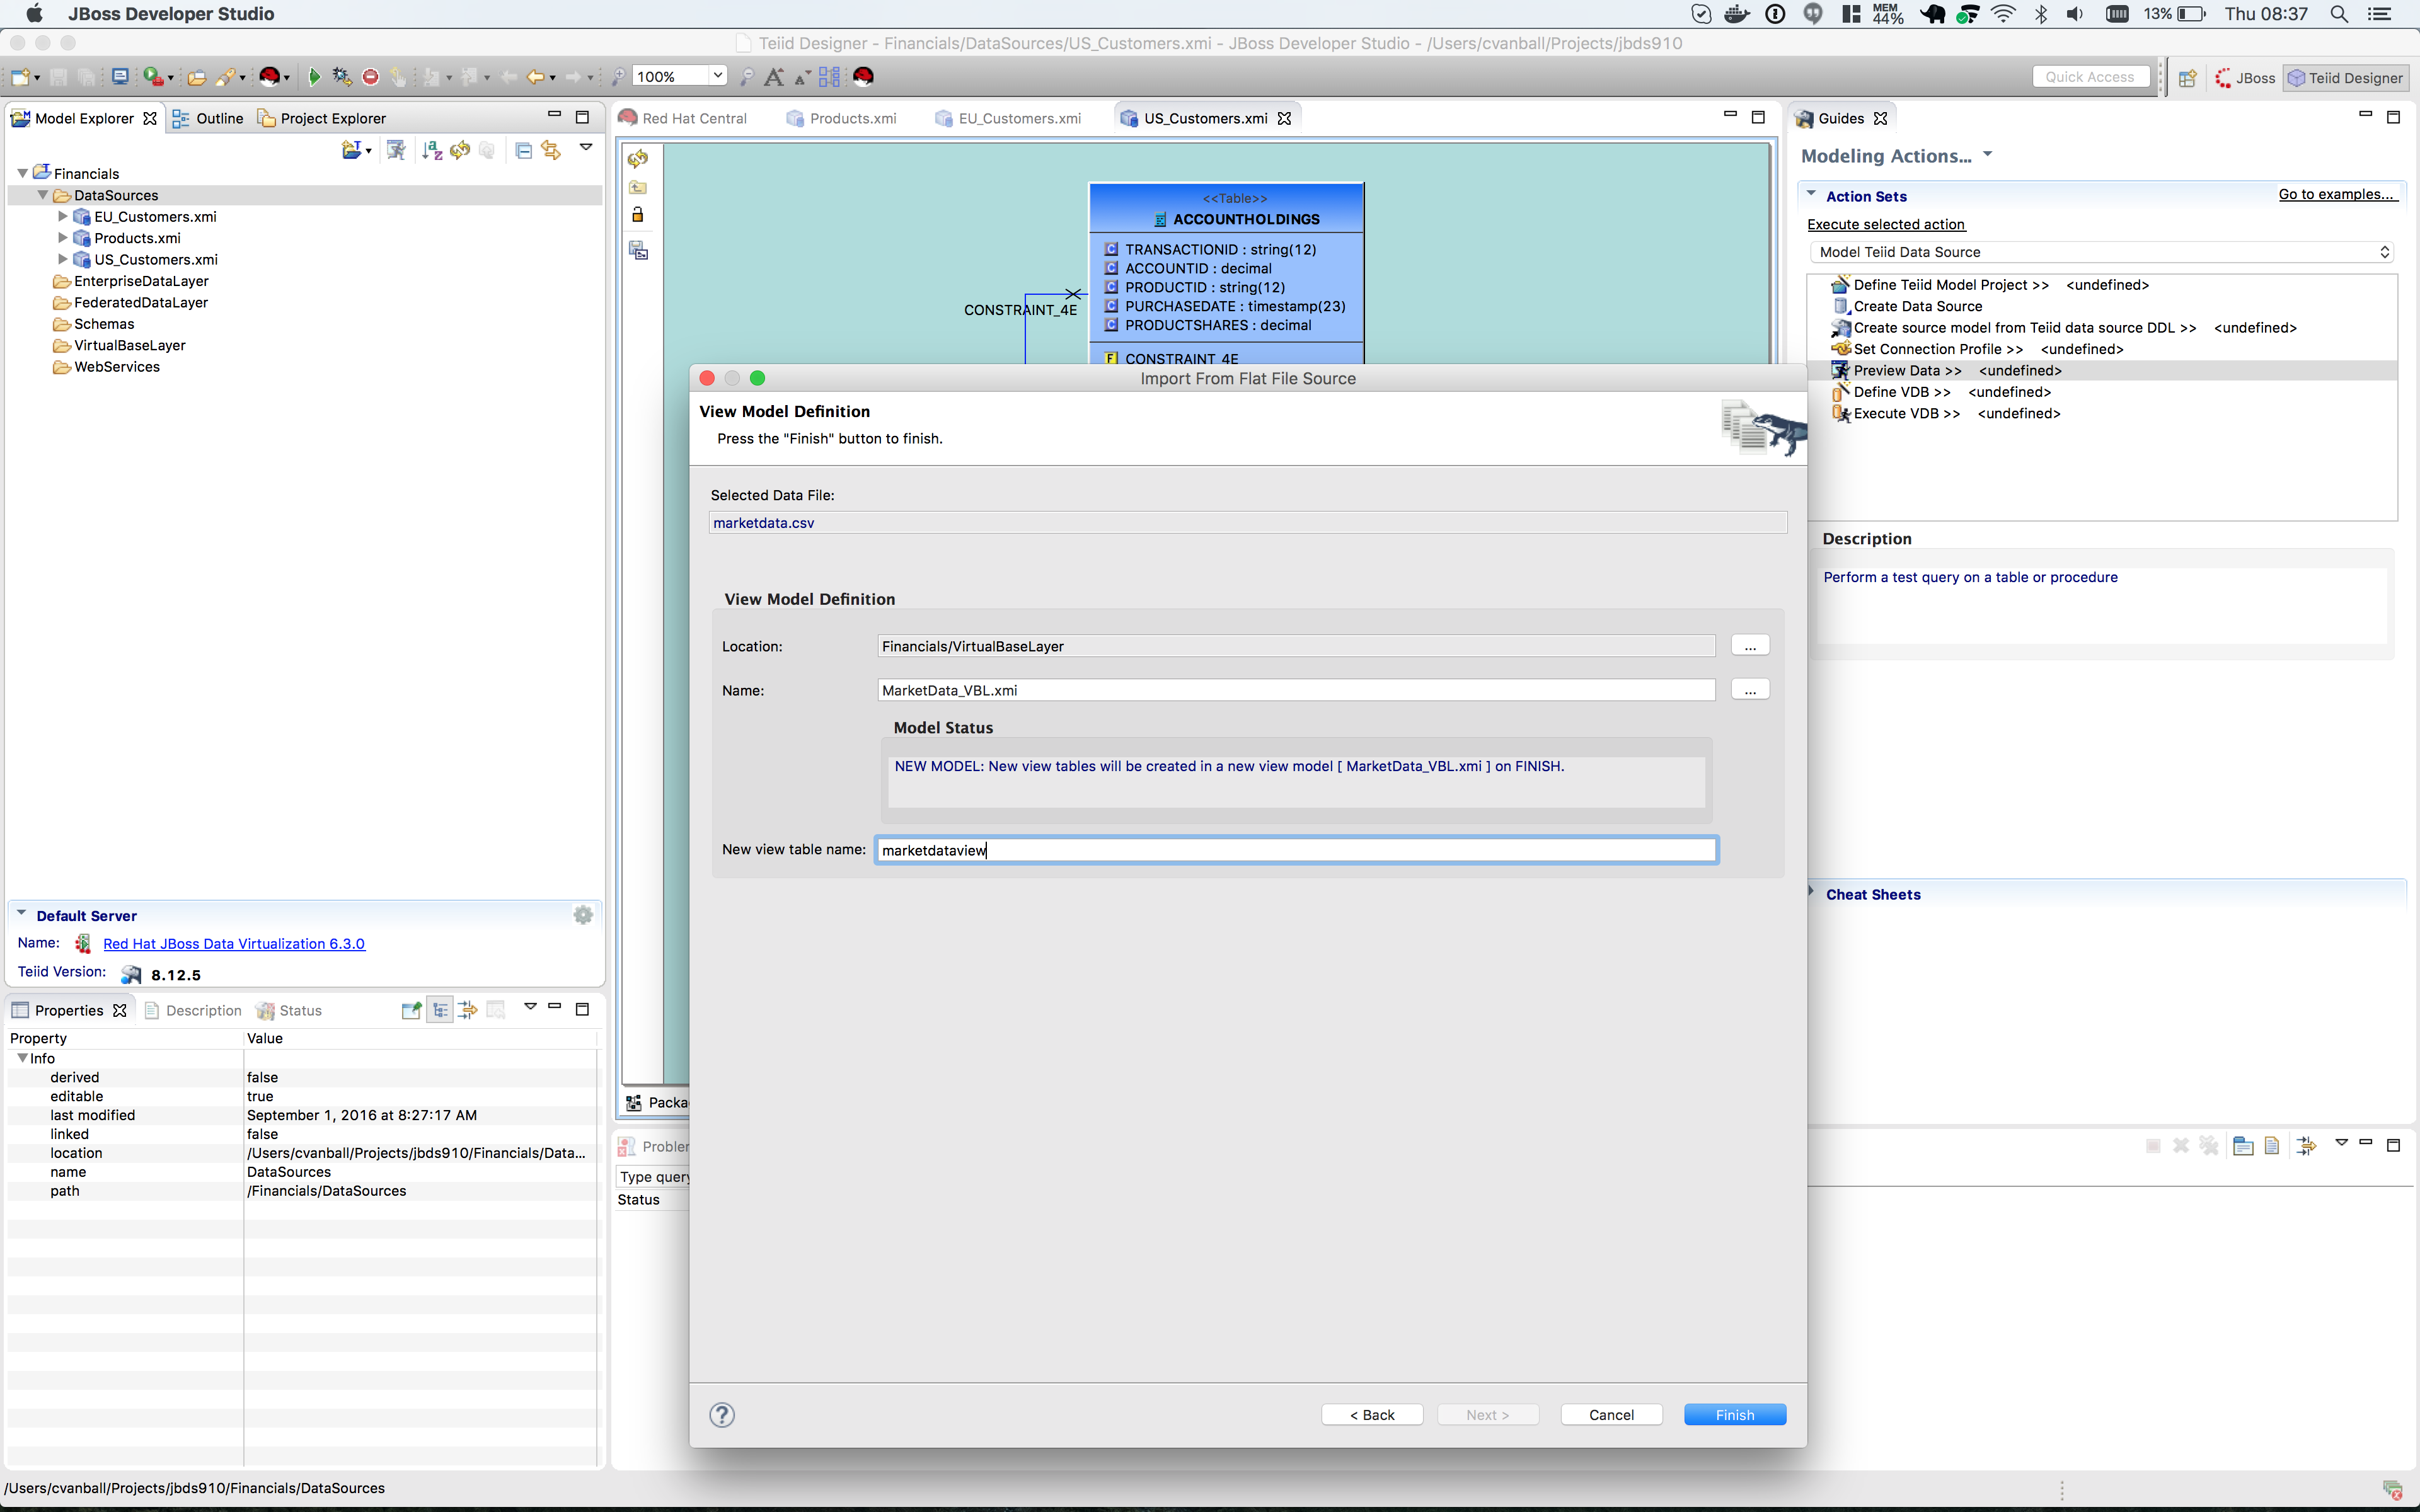 JBoss Developer Studio
MEM
44%
13%
Thu 08:37
Teiid Designer - Financials/DataSources/US_Customers.xmi - JBoss Developer Studio - /Users/cvanball/Projects/jbds910
100%
Quick Access
JBoss
Teiid Designer
Model Explorer
Outline
Project Explorer
Financials
DataSources
EU_Customers.xmi
Products.xmi
US_Customers.xmi
EnterpriseDataLayer
FederatedDataLayer
Schemas
VirtualBaseLayer
WebServices
Default Server
Name:
Red Hat JBoss Data Virtualization 6.3.0
Teiid Version:
8.12.5
Properties
Description
Status
Property
Value
Info
derived
false
editable
true
last modified
September 1, 2016 at 8:27:17 AM
linked
false
location
/Users/cvanball/Projects/jbds910/Financials/Data...
name
DataSources
path
/Financials/DataSources
/Users/cvanball/Projects/jbds910/Financials/DataSources
Red Hat Central
Products.xmi
EU_Customers.xmi
US_Customers.xmi
<<Table>>
ACCOUNTHOLDINGS
TRANSACTIONID : string(12)
ACCOUNTID : decimal
PRODUCTID : string(12)
PURCHASEDATE : timestamp(23)
PRODUCTSHARES : decimal
CONSTRAINT_4E
CONSTRAINT_4E
Packa
Problem
Type query
Status
Import From Flat File Source
View Model Definition
Press the "Finish" button to finish.
Selected Data File:
marketdata.csv
View Model Definition
Location:
Financials/VirtualBaseLayer
...
Name:
MarketData_VBL.xmi
...
Model Status
NEW MODEL: New view tables will be created in a new view model [ MarketData_VBL.xmi ] on FINISH.
New view table name:
marketdataview
?
< Back
Next >
Cancel
Finish
Guides
Modeling Actions...
Action Sets
Go to examples...
Execute selected action
Model Teiid Data Source
Define Teiid Model Project >> <undefined>
Create Data Source
Create source model from Teiid data source DDL >> <undefined>
Set Connection Profile >> <undefined>
Preview Data >> <undefined>
Define VDB >> <undefined>
Execute VDB >> <undefined>
Description
Perform a test query on a table or procedure
Cheat Sheets